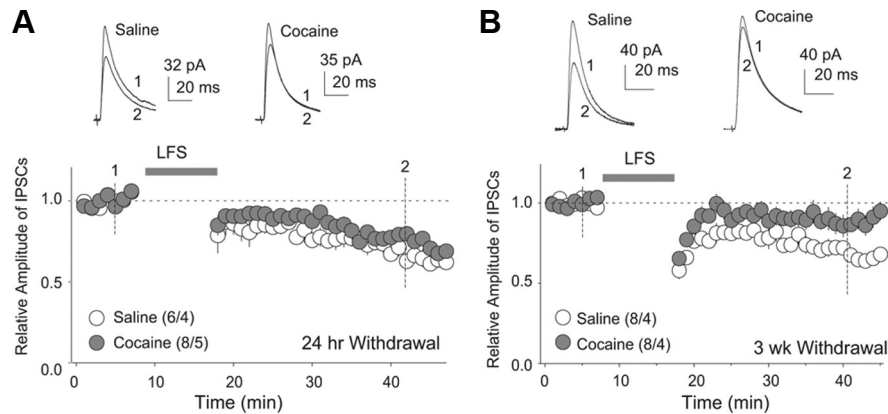 A
Saline
Cocaine
32 pA
20 ms
1
2
35 pA
20 ms
1
2
LFS
1
2
1.0
0.5
0.0
Relative Amplitude of IPSCs
Saline (6/4)
Cocaine (8/5)
24 hr Withdrawal
0 10 20 30 40
Time (min)
B
Saline
Cocaine
40 pA
20 ms
1
2
40 pA
20 ms
1
2
LFS
1
2
1.0
0.5
0.0
Relative Amplitude of IPSCs
Saline (8/4)
Cocaine (8/4)
3 wk Withdrawal
0 10 20 30 40
Time (min)